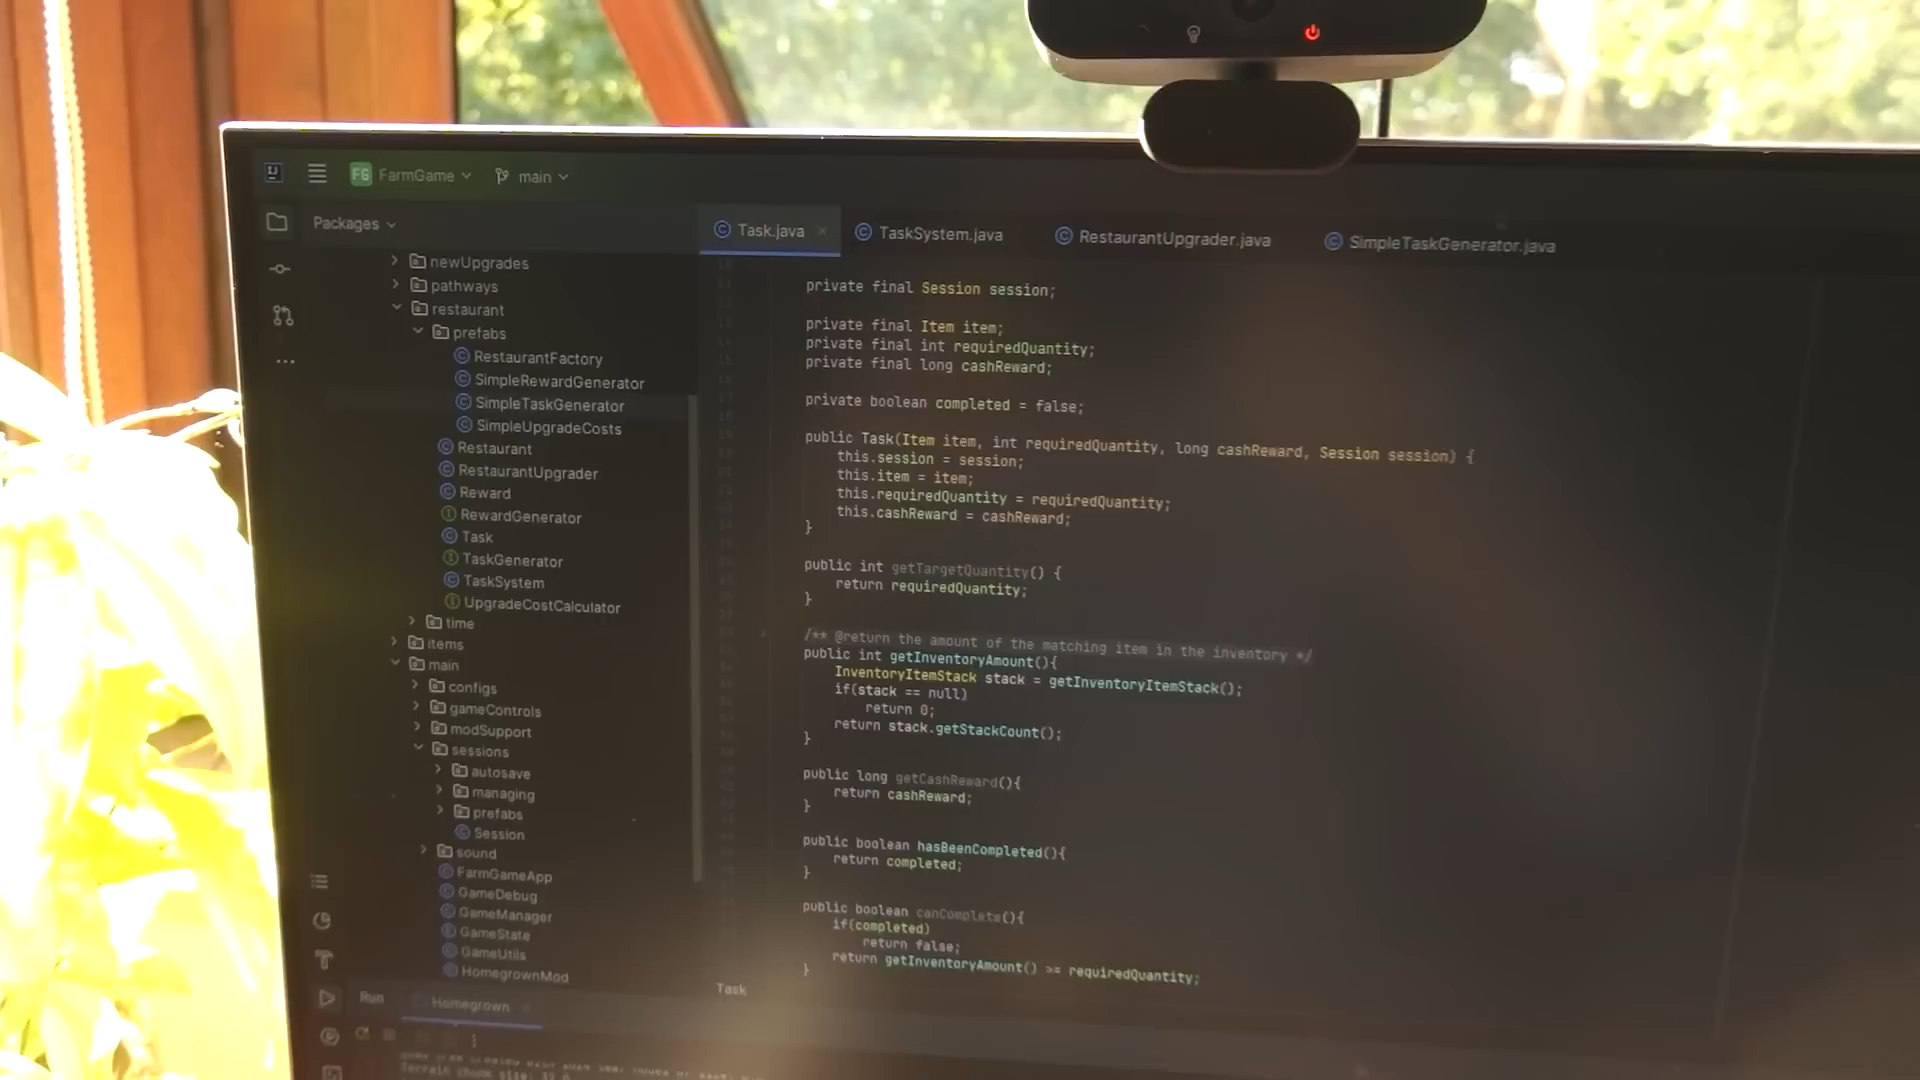 IJ FG FarmGame main
Packages
Task.java TaskSystem.java RestaurantUpgrader.java SimpleTaskGenerator.java
newUpgrades
pathways
restaurant
prefabs
RestaurantFactory
SimpleRewardGenerator
SimpleTaskGenerator
SimpleUpgradeCosts
Restaurant
RestaurantUpgrader
Reward
RewardGenerator
Task
TaskGenerator
TaskSystem
UpgradeCostCalculator
time
items
main
configs
gameControls
modSupport
sessions
autosave
managing
prefabs
Session
sound
FarmGameApp
GameDebug
GameManager
GameState
GameUtils
HomegrownMod
private final Session session;
private final Item item;
private final int requiredQuantity;
private final long cashReward;
private boolean completed = false;
public Task(Item item, int requiredQuantity, long cashReward, Session session) {
this.session = session;
this.item = item;
this.requiredQuantity = requiredQuantity;
this.cashReward = cashReward;
}
public int getTargetQuantity() {
return requiredQuantity;
}
/** @return the amount of the matching item in the inventory */
public int getInventoryAmount(){
InventoryItemStack stack = getInventoryItemStack();
if(stack == null)
return 0;
return stack.getStackCount();
}
public long getCashReward(){
return cashReward;
}
public boolean hasBeenCompleted(){
return completed;
}
public boolean canComplete(){
if(completed)
return false;
return getInventoryAmount() >= requiredQuantity;
}
Task
Run Homegrown
Terrain chunk size: